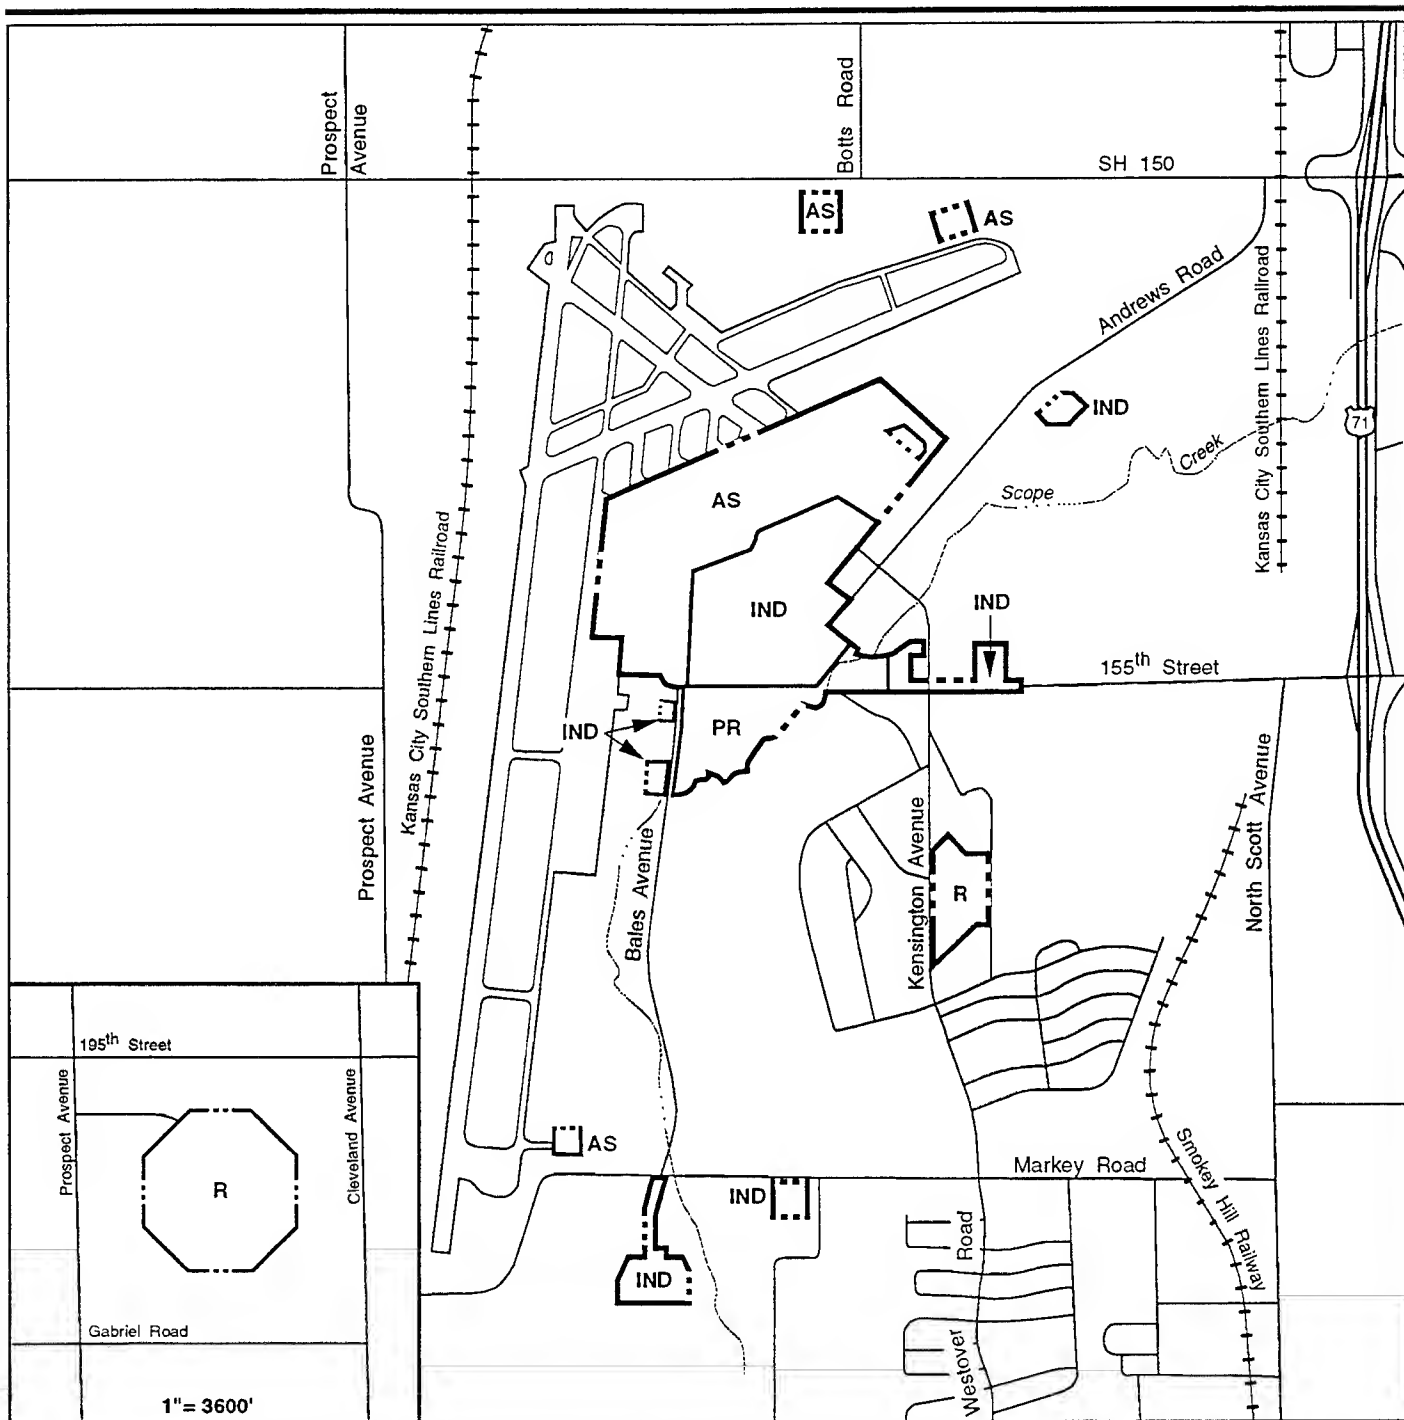 Prospect
Avenue
Botts Road
SH 150
AS
AS
Andrews Road
Kansas City Southern Lines Railroad
IND
71
Scope
Creek
AS
Kansas City Southern Lines Railroad
IND
IND
155th Street
IND
PR
Prospect Avenue
North Scott Avenue
Bales Avenue
Kensington Avenue
R
195th Street
Prospect Avenue
Cleveland Avenue
R
Gabriel Road
1"= 3600'
AS
Markey Road
IND
Smokey Hill Railway
IND
Westover Road